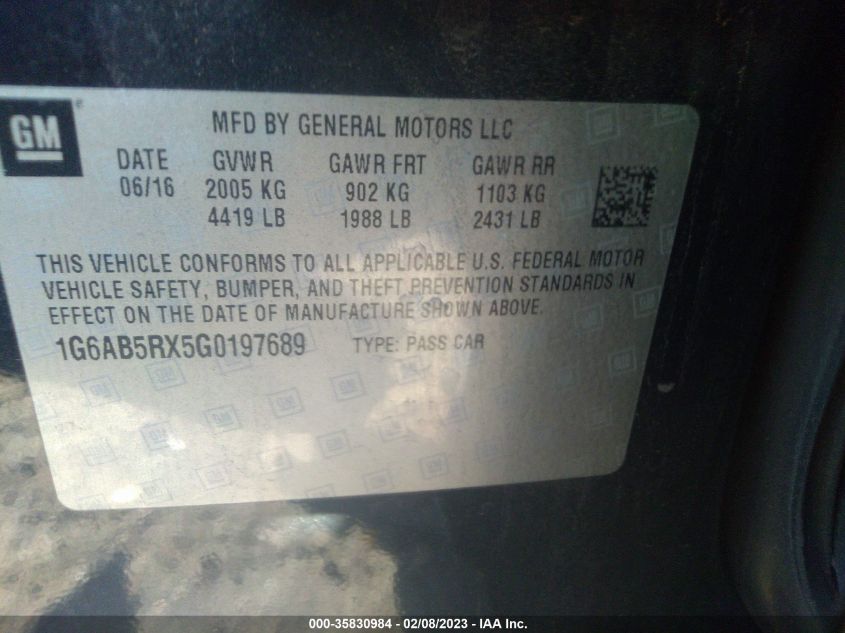 GM
MFD BY GENERAL MOTORS LLC
DATE GVWR GAWR FRT GAWR RR
06/16 2005 KG 902 KG 1103 KG
4419 LB 1988 LB 2431 LB
THIS VEHICLE CONFORMS TO ALL APPLICABLE U.S. FEDERAL MOTOR
VEHICLE SAFETY, BUMPER, AND THEFT PREVENTION STANDARDS IN
EFFECT ON THE DATE OF MANUFACTURE SHOWN ABOVE.
1G6AB5RX5G0197689 TYPE: PASS CAR
000-35830984 - 02/08/2023 - IAA Inc.